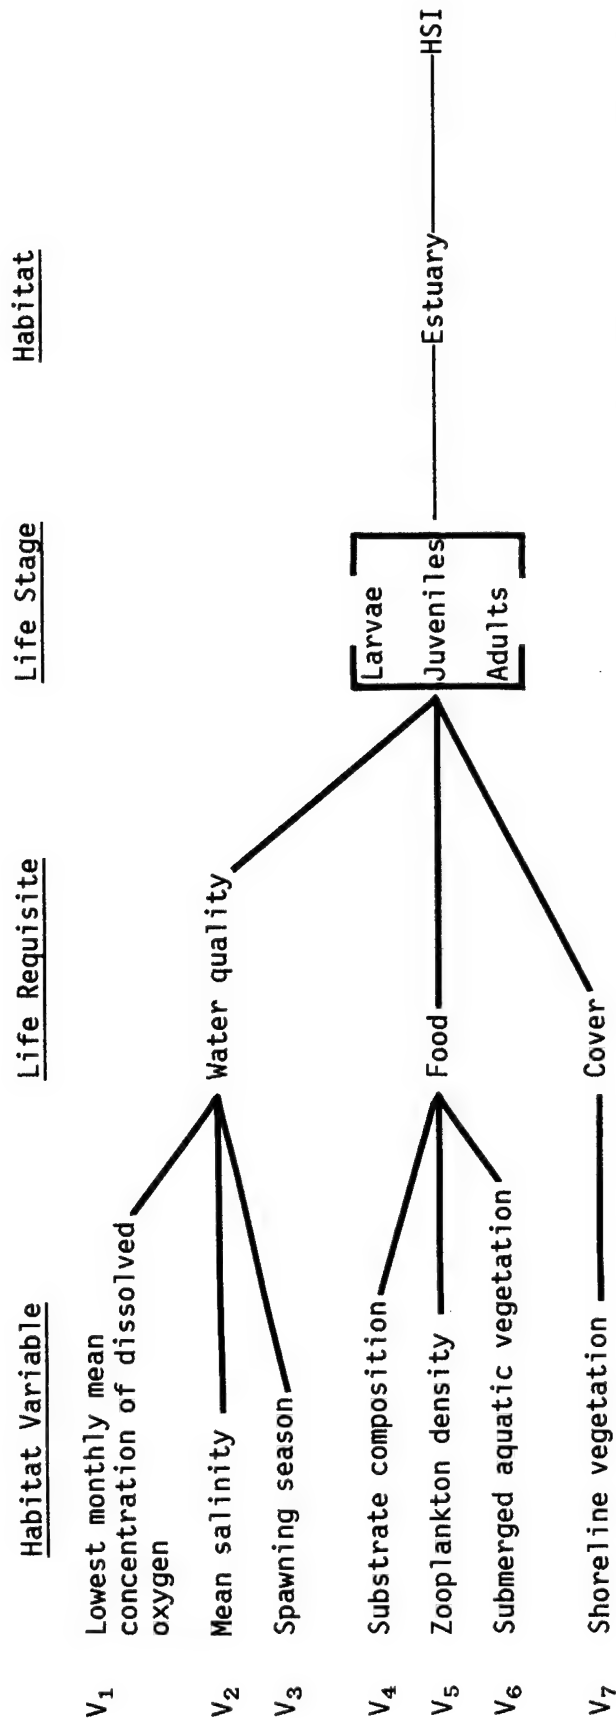 Habitat Variable
Life Requisite
Life Stage
Habitat
V1
Lowest monthly mean
concentration of dissolved
oxygen
V2
Mean salinity
V3
Spawning season
Water quality
V4
Substrate composition
V5
Zooplankton density
V6
Submerged aquatic vegetation
Food
V7
Shoreline vegetation
Cover
Larvae
Juveniles
Adults
Estuary
HSI